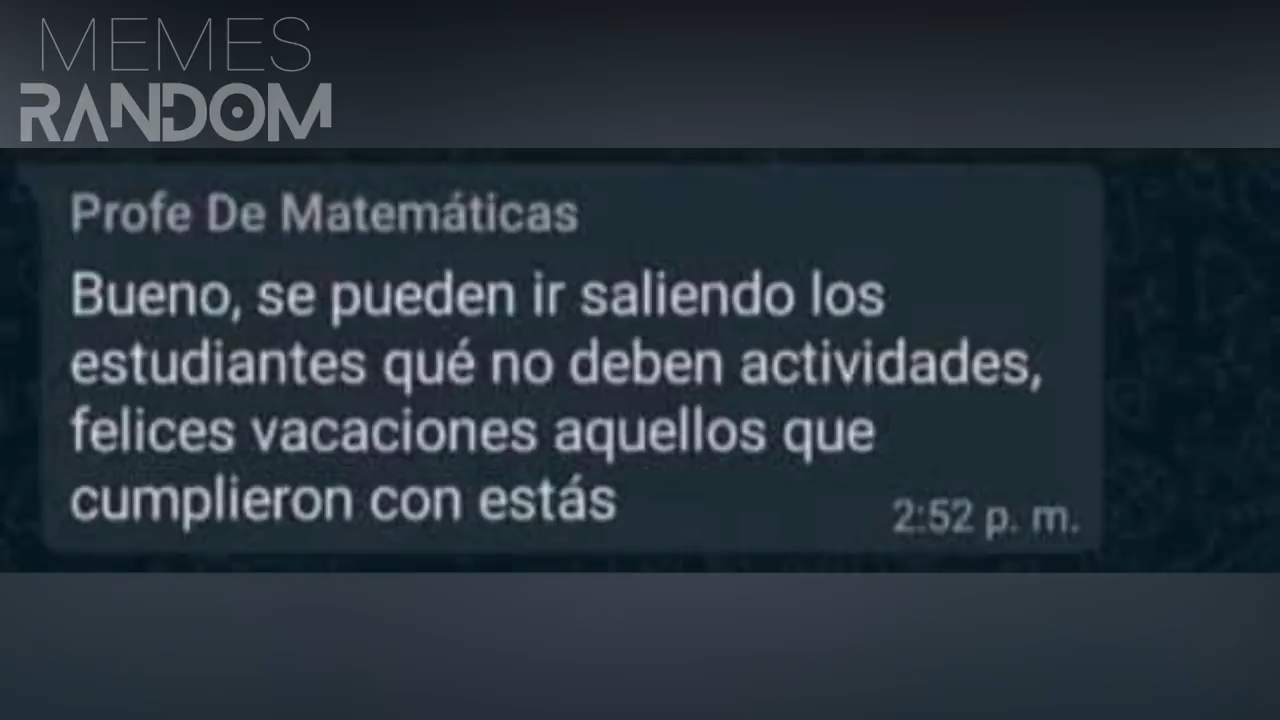 MEMES
RANDOM
Profe De Matemáticas
Bueno, se pueden ir saliendo los
estudiantes qué no deben actividades,
felices vacaciones aquellos que
cumplieron con estás
2:52 p. m.